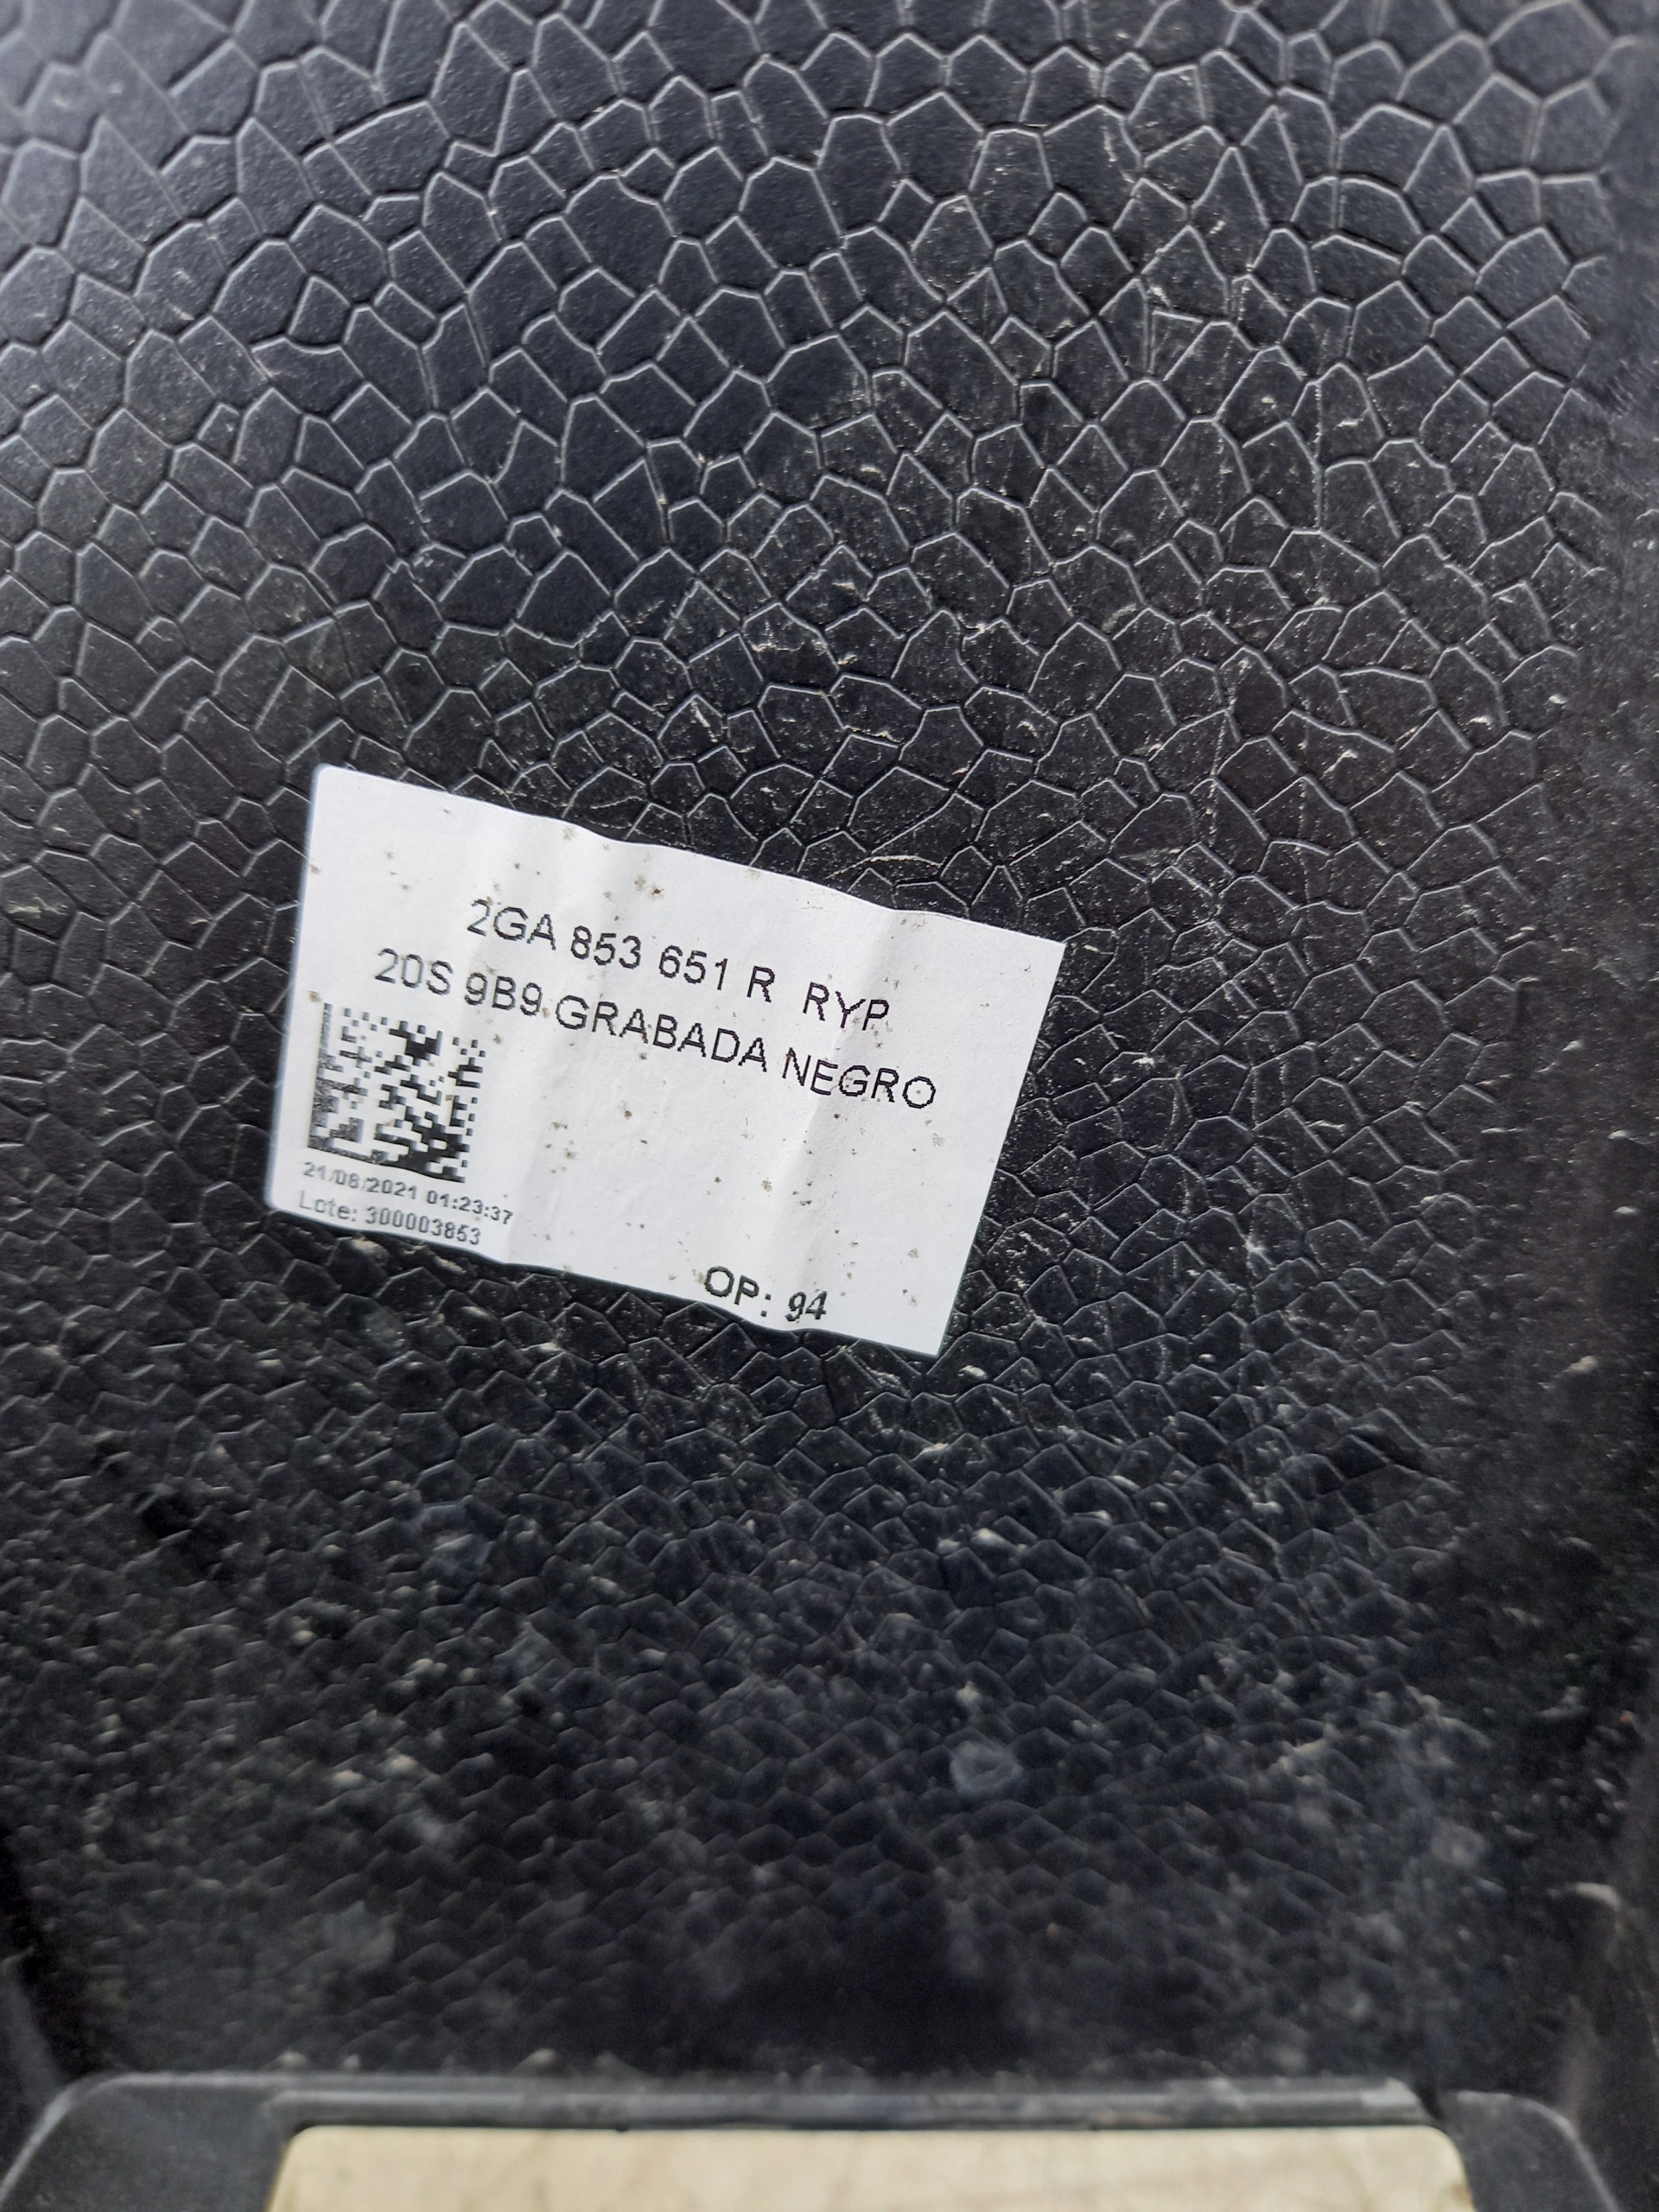 2GA 853 651 R RYP
20S 9B9 GRABADA NEGRO
21/08/2021 01:23:37
Lote: 300003853
OP: 94